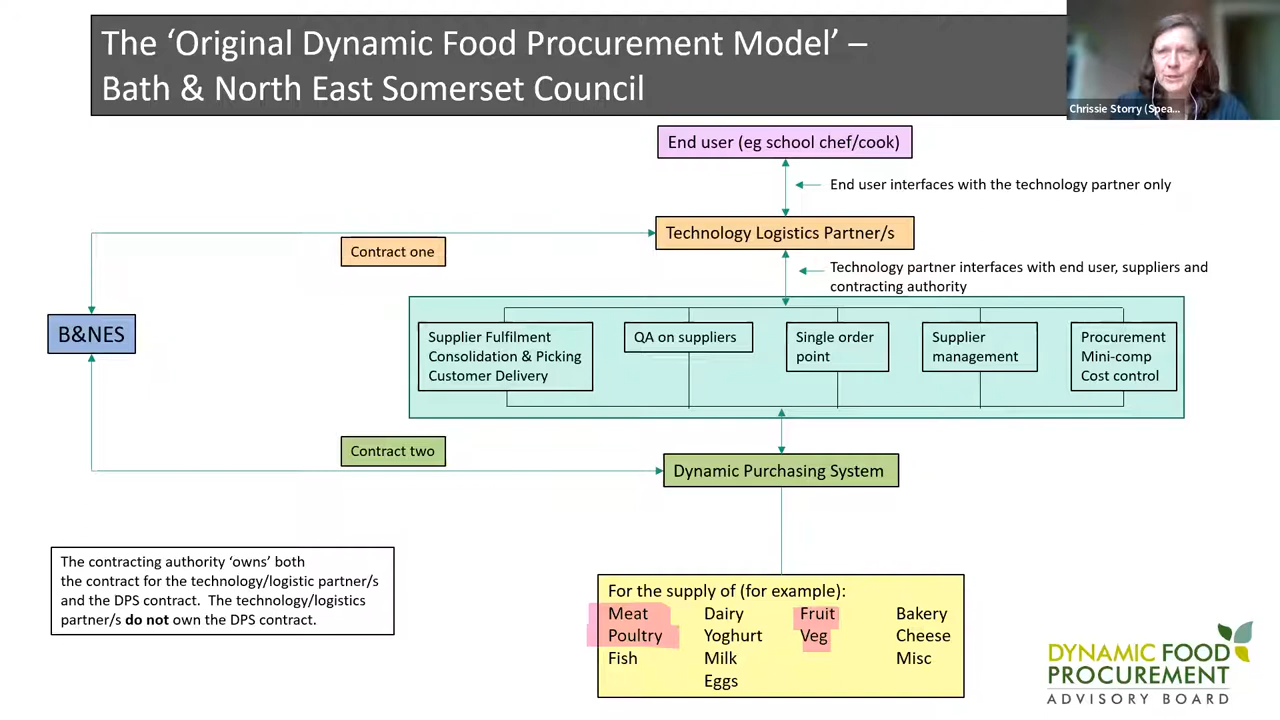 The ‘Original Dynamic Food Procurement Model’ –
Bath & North East Somerset Council
Chrissie Storry (Spea...
End user (eg school chef/cook)
End user interfaces with the technology partner only
Technology Logistics Partner/s
Contract one
Technology partner interfaces with end user, suppliers and
contracting authority
B&NES
Supplier Fulfilment
Consolidation & Picking
Customer Delivery
QA on suppliers
Single order
point
Supplier
management
Procurement
Mini-comp
Cost control
Contract two
Dynamic Purchasing System
The contracting authority ‘owns’ both
the contract for the technology/logistic partner/s
and the DPS contract. The technology/logistics
partner/s do not own the DPS contract.
For the supply of (for example):
Meat Dairy Fruit Bakery
Poultry Yoghurt Veg Cheese
Fish Milk Misc
Eggs
DYNAMIC FOOD
PROCUREMENT
ADVISORY BOARD